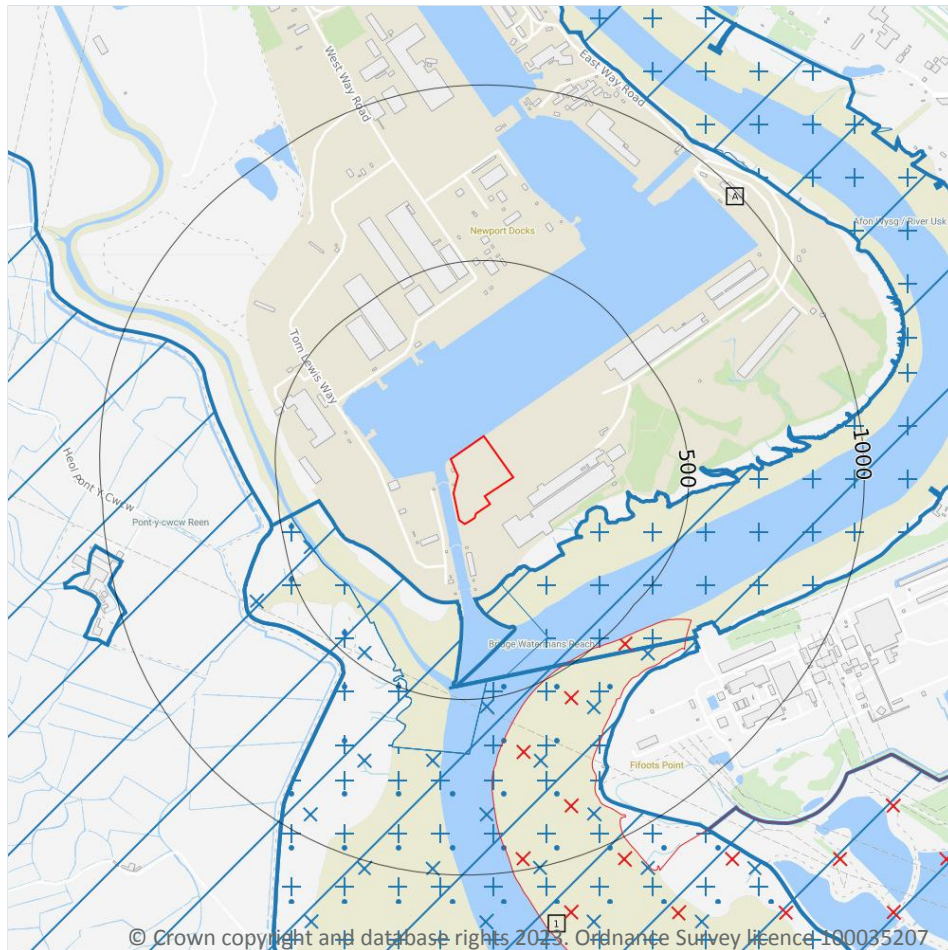 West Way Road
East Way Road
A
Afon Wysg / River Usk
Newport Docks
Tom Lewis Way
1000
500
Heol Pont Y Cwcw
Pont-y-cwcw Reen
Bridge Watermans Reach
Fifoots Point
1
© Crown copyright and database rights 2023. Ordnance Survey licence 100035207